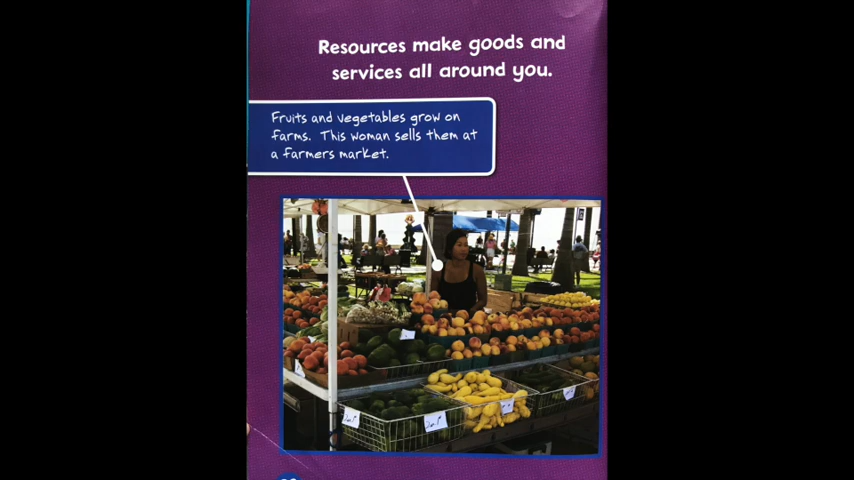 Resources make goods and
services all around you.
Fruits and vegetables grow on
farms. This woman sells them at
a farmers market.